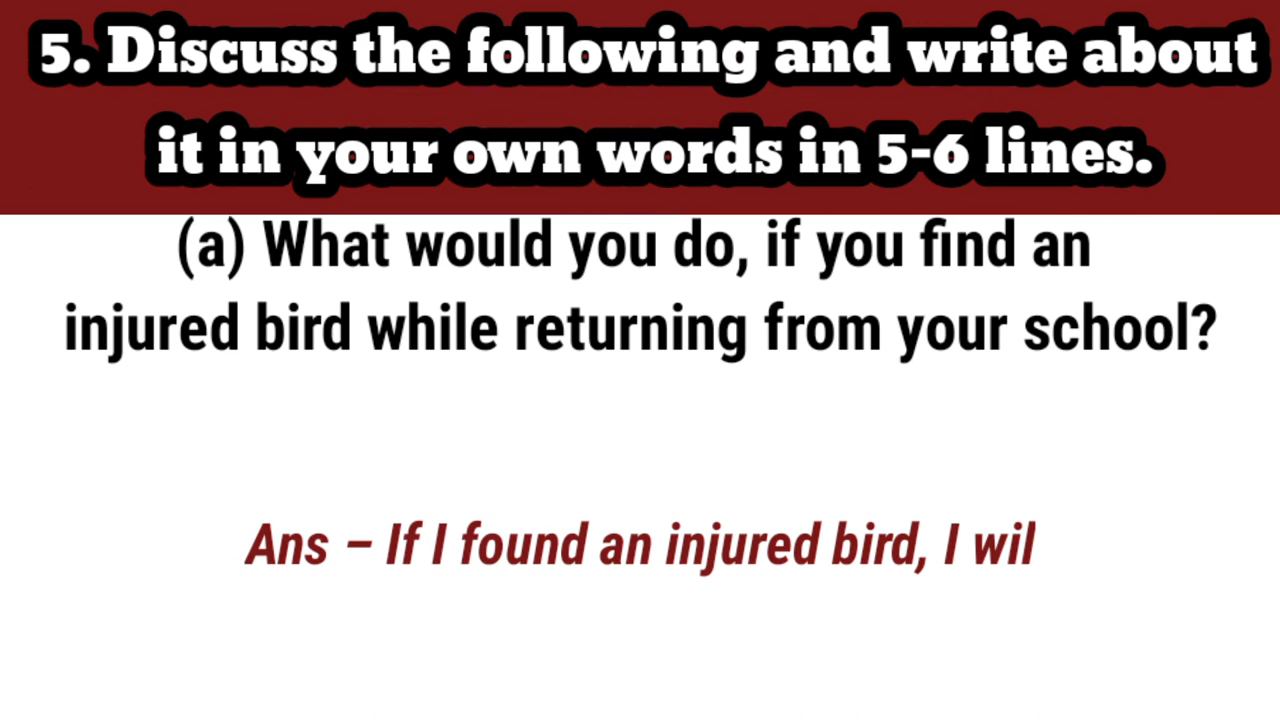 5. Discuss the following and write about
it in your own words in 5-6 lines.
(a) What would you do, if you find an
injured bird while returning from your school?
Ans – If I found an injured bird, I wil